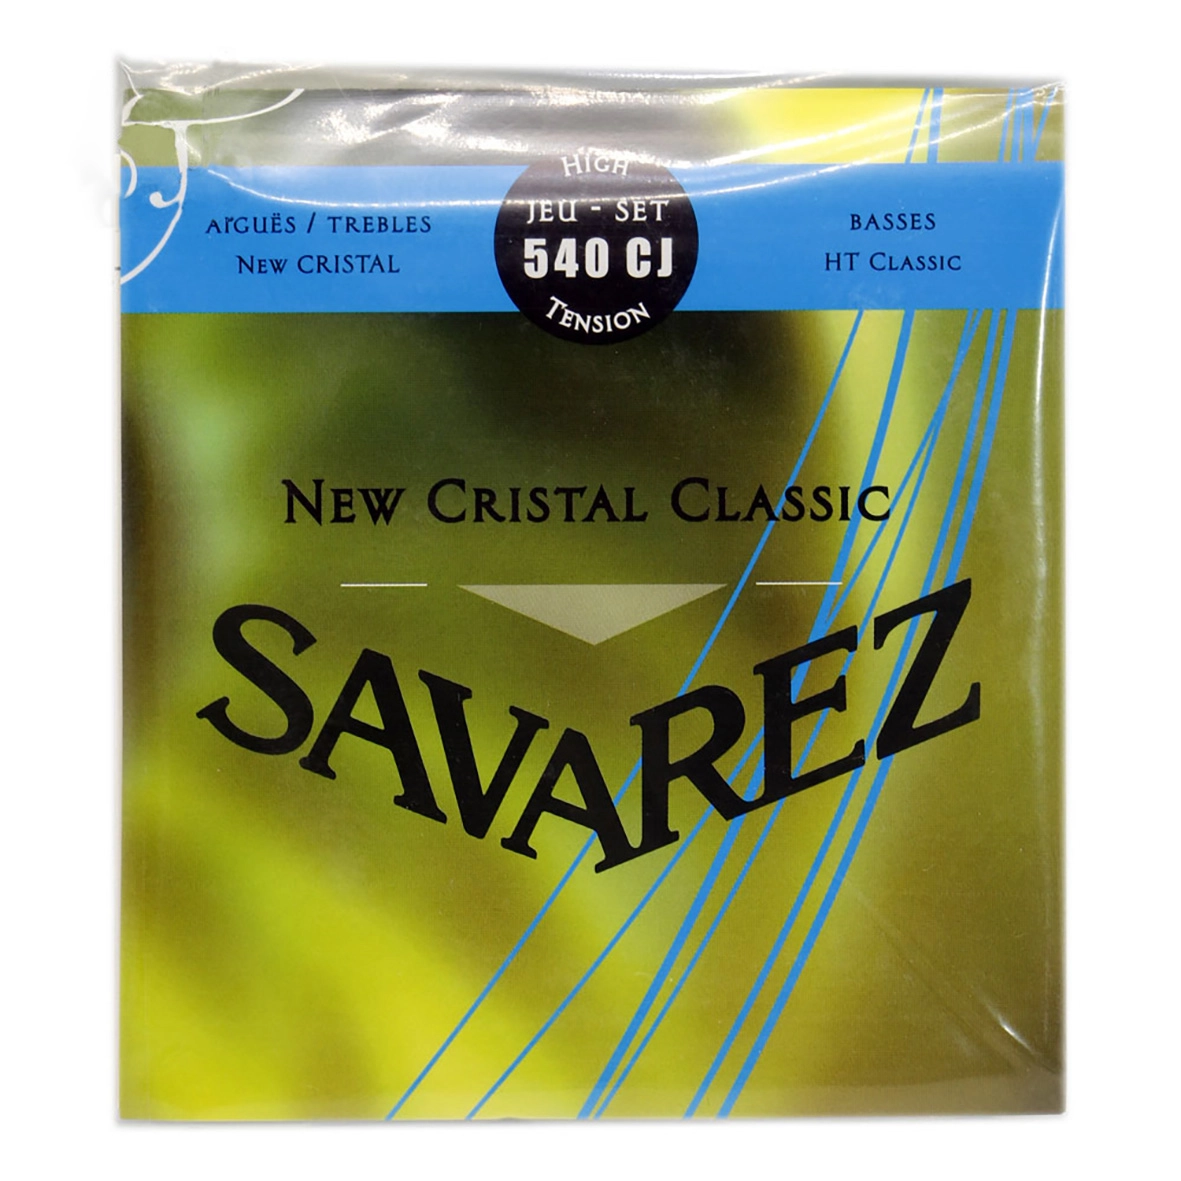 HIGH
JEU - SET
540 CJ
TENSION
AIGUËS / TREBLES
NEW CRISTAL
BASSES
HT CLASSIC
NEW CRISTAL CLASSIC
SAVAREZ